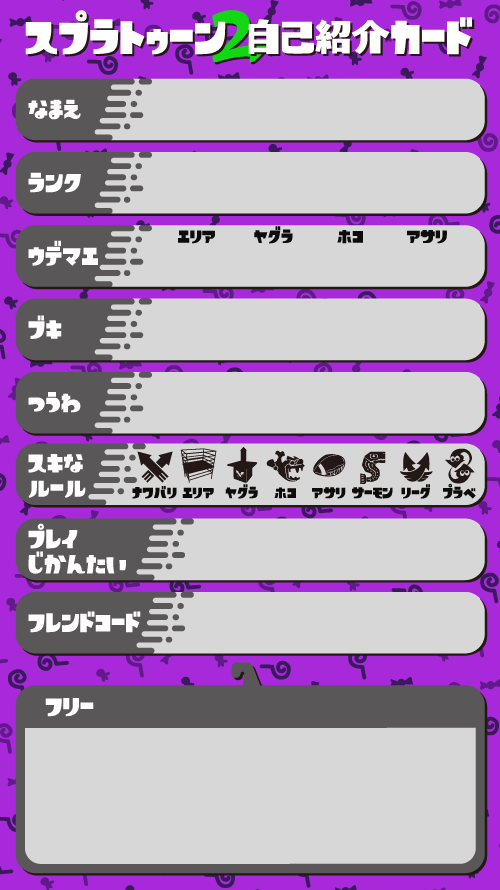 スプラトゥーン2自己紹介カード
なまえ
ランク
ウデマエ
エリア ヤグラ ホコ アサリ
ブキ
つうわ
スキな
ルール
ナワバリ エリア ヤグラ ホコ アサリ サーモン リーグ プラベ
プレイ
じかんたい
フレンドコード
フリー